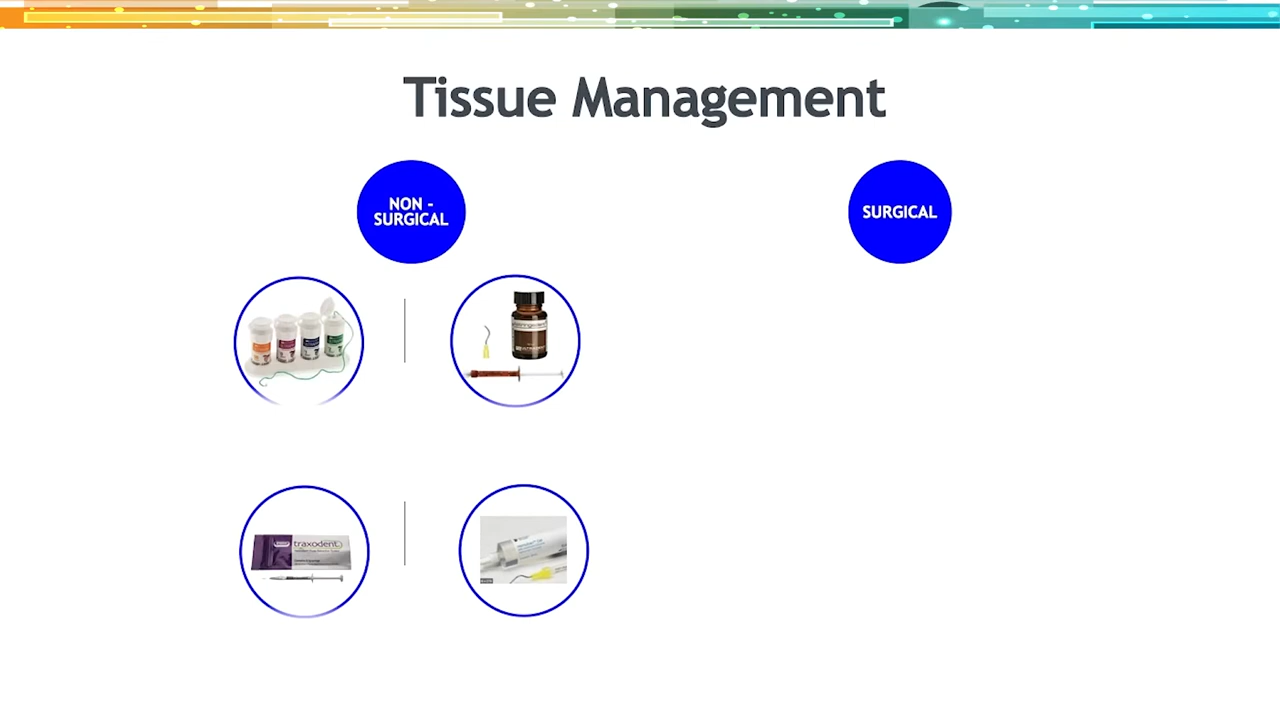 Tissue Management
NON -
SURGICAL
SURGICAL
traxodent